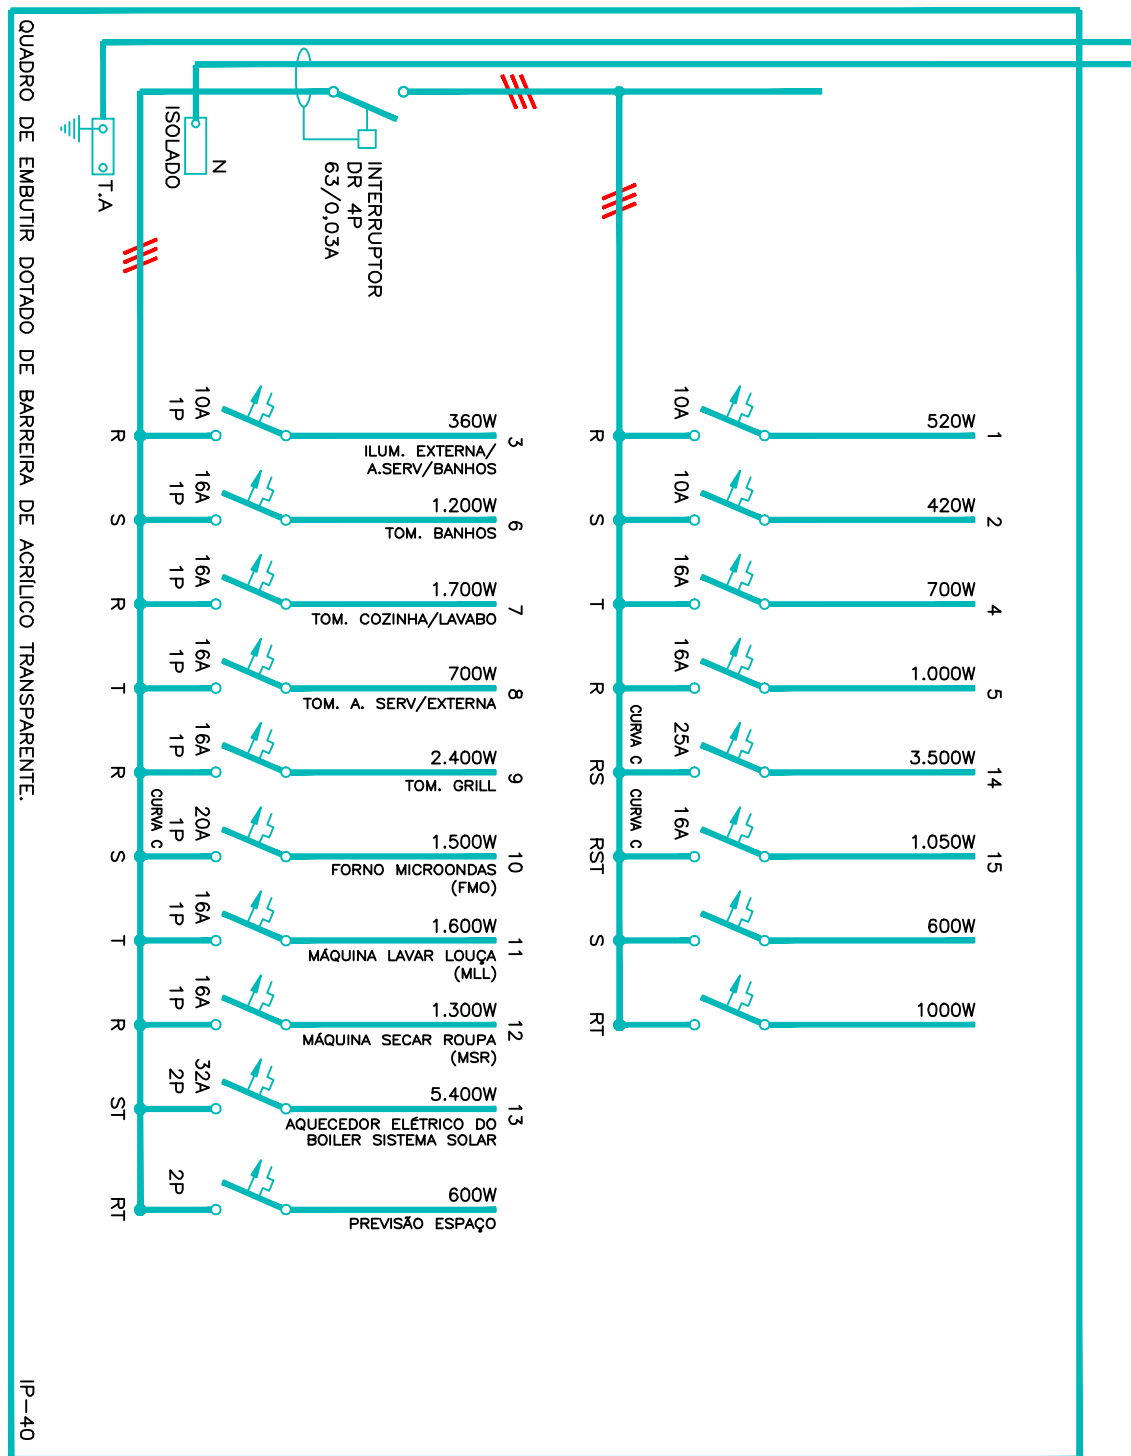 QUADRO DE EMBUTIR DOTADO DE BARREIRA DE ACRÍLICO TRANSPARENTE.
IP-40
T.A
N
ISOLADO
INTERRUPTOR
DR 4P
63/0,03A
R
10A
1P
360W
3
ILUM. EXTERNA/
A.SERV/BANHOS
S
16A
1P
1.200W
6
TOM. BANHOS
R
16A
1P
1.700W
7
TOM. COZINHA/LAVABO
T
16A
1P
700W
8
TOM. A. SERV/EXTERNA
R
16A
1P
2.400W
9
TOM. GRILL
S
CURVA C
20A
1P
1.500W
10
FORNO MICROONDAS
(FMO)
T
16A
1P
1.600W
11
MÁQUINA LAVAR LOUÇA
(MLL)
R
16A
1P
1.300W
12
MÁQUINA SECAR ROUPA
(MSR)
ST
32A
2P
5.400W
13
AQUECEDOR ELÉTRICO DO
BOILER SISTEMA SOLAR
RT
2P
600W
PREVISÃO ESPAÇO
R
10A
520W
1
S
10A
420W
2
T
16A
700W
4
R
16A
1.000W
5
RS
CURVA C
25A
3.500W
14
RST
CURVA C
16A
1.050W
15
S
600W
RT
1000W